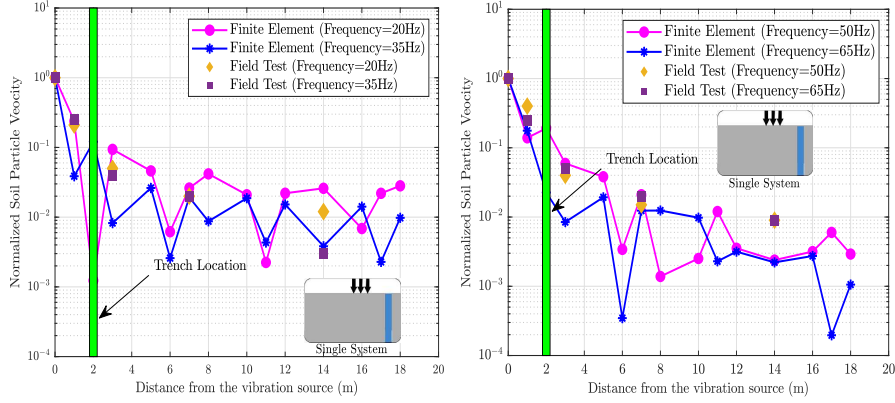 Normalized Soil Particle Veocity
10^1
10^0
10^-1
10^-2
10^-3
10^-4
Finite Element (Frequency=20Hz)
Finite Element (Frequency=35Hz)
Field Test (Frequency=20Hz)
Field Test (Frequency=35Hz)
Trench Location
Single System
0 2 4 6 8 10 12 14 16 18 20
Distance from the vibration source (m)
Normalized Soil Particle Veocity
10^1
10^0
10^-1
10^-2
10^-3
10^-4
Finite Element (Frequency=50Hz)
Finite Element (Frequency=65Hz)
Field Test (Frequency=50Hz)
Field Test (Frequency=65Hz)
Trench Location
Single System
0 2 4 6 8 10 12 14 16 18 20
Distance from the vibration source (m)